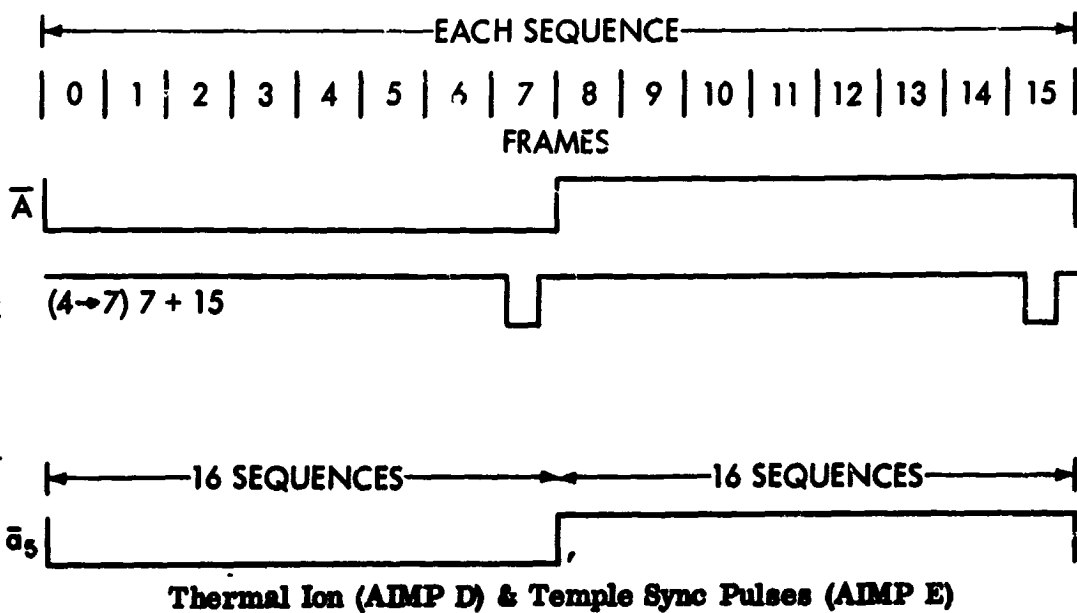 EACH SEQUENCE
0 1 2 3 4 5 6 7 8 9 10 11 12 13 14 15
FRAMES
A̅
(4→7) 7 + 15
16 SEQUENCES 16 SEQUENCES
a̅₅
Thermal Ion (AIMP D) & Temple Sync Pulses (AIMP E)